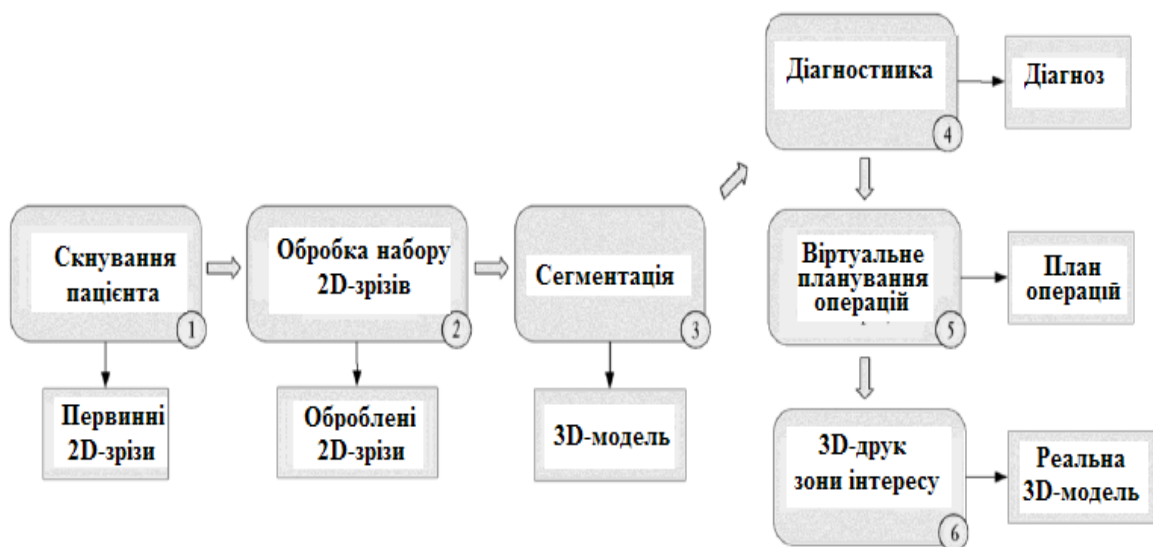 Скнування
пацієнта
1
Первинні
2D-зрізи
Обробка набору
2D-зрізів
2
Оброблені
2D-зрізи
Сегментація
3
3D-модель
Діагностиика
4
Діагноз
Віртуальне
планування
операцій
5
План
операцій
3D-друк
зони інтересу
6
Реальна
3D-модель